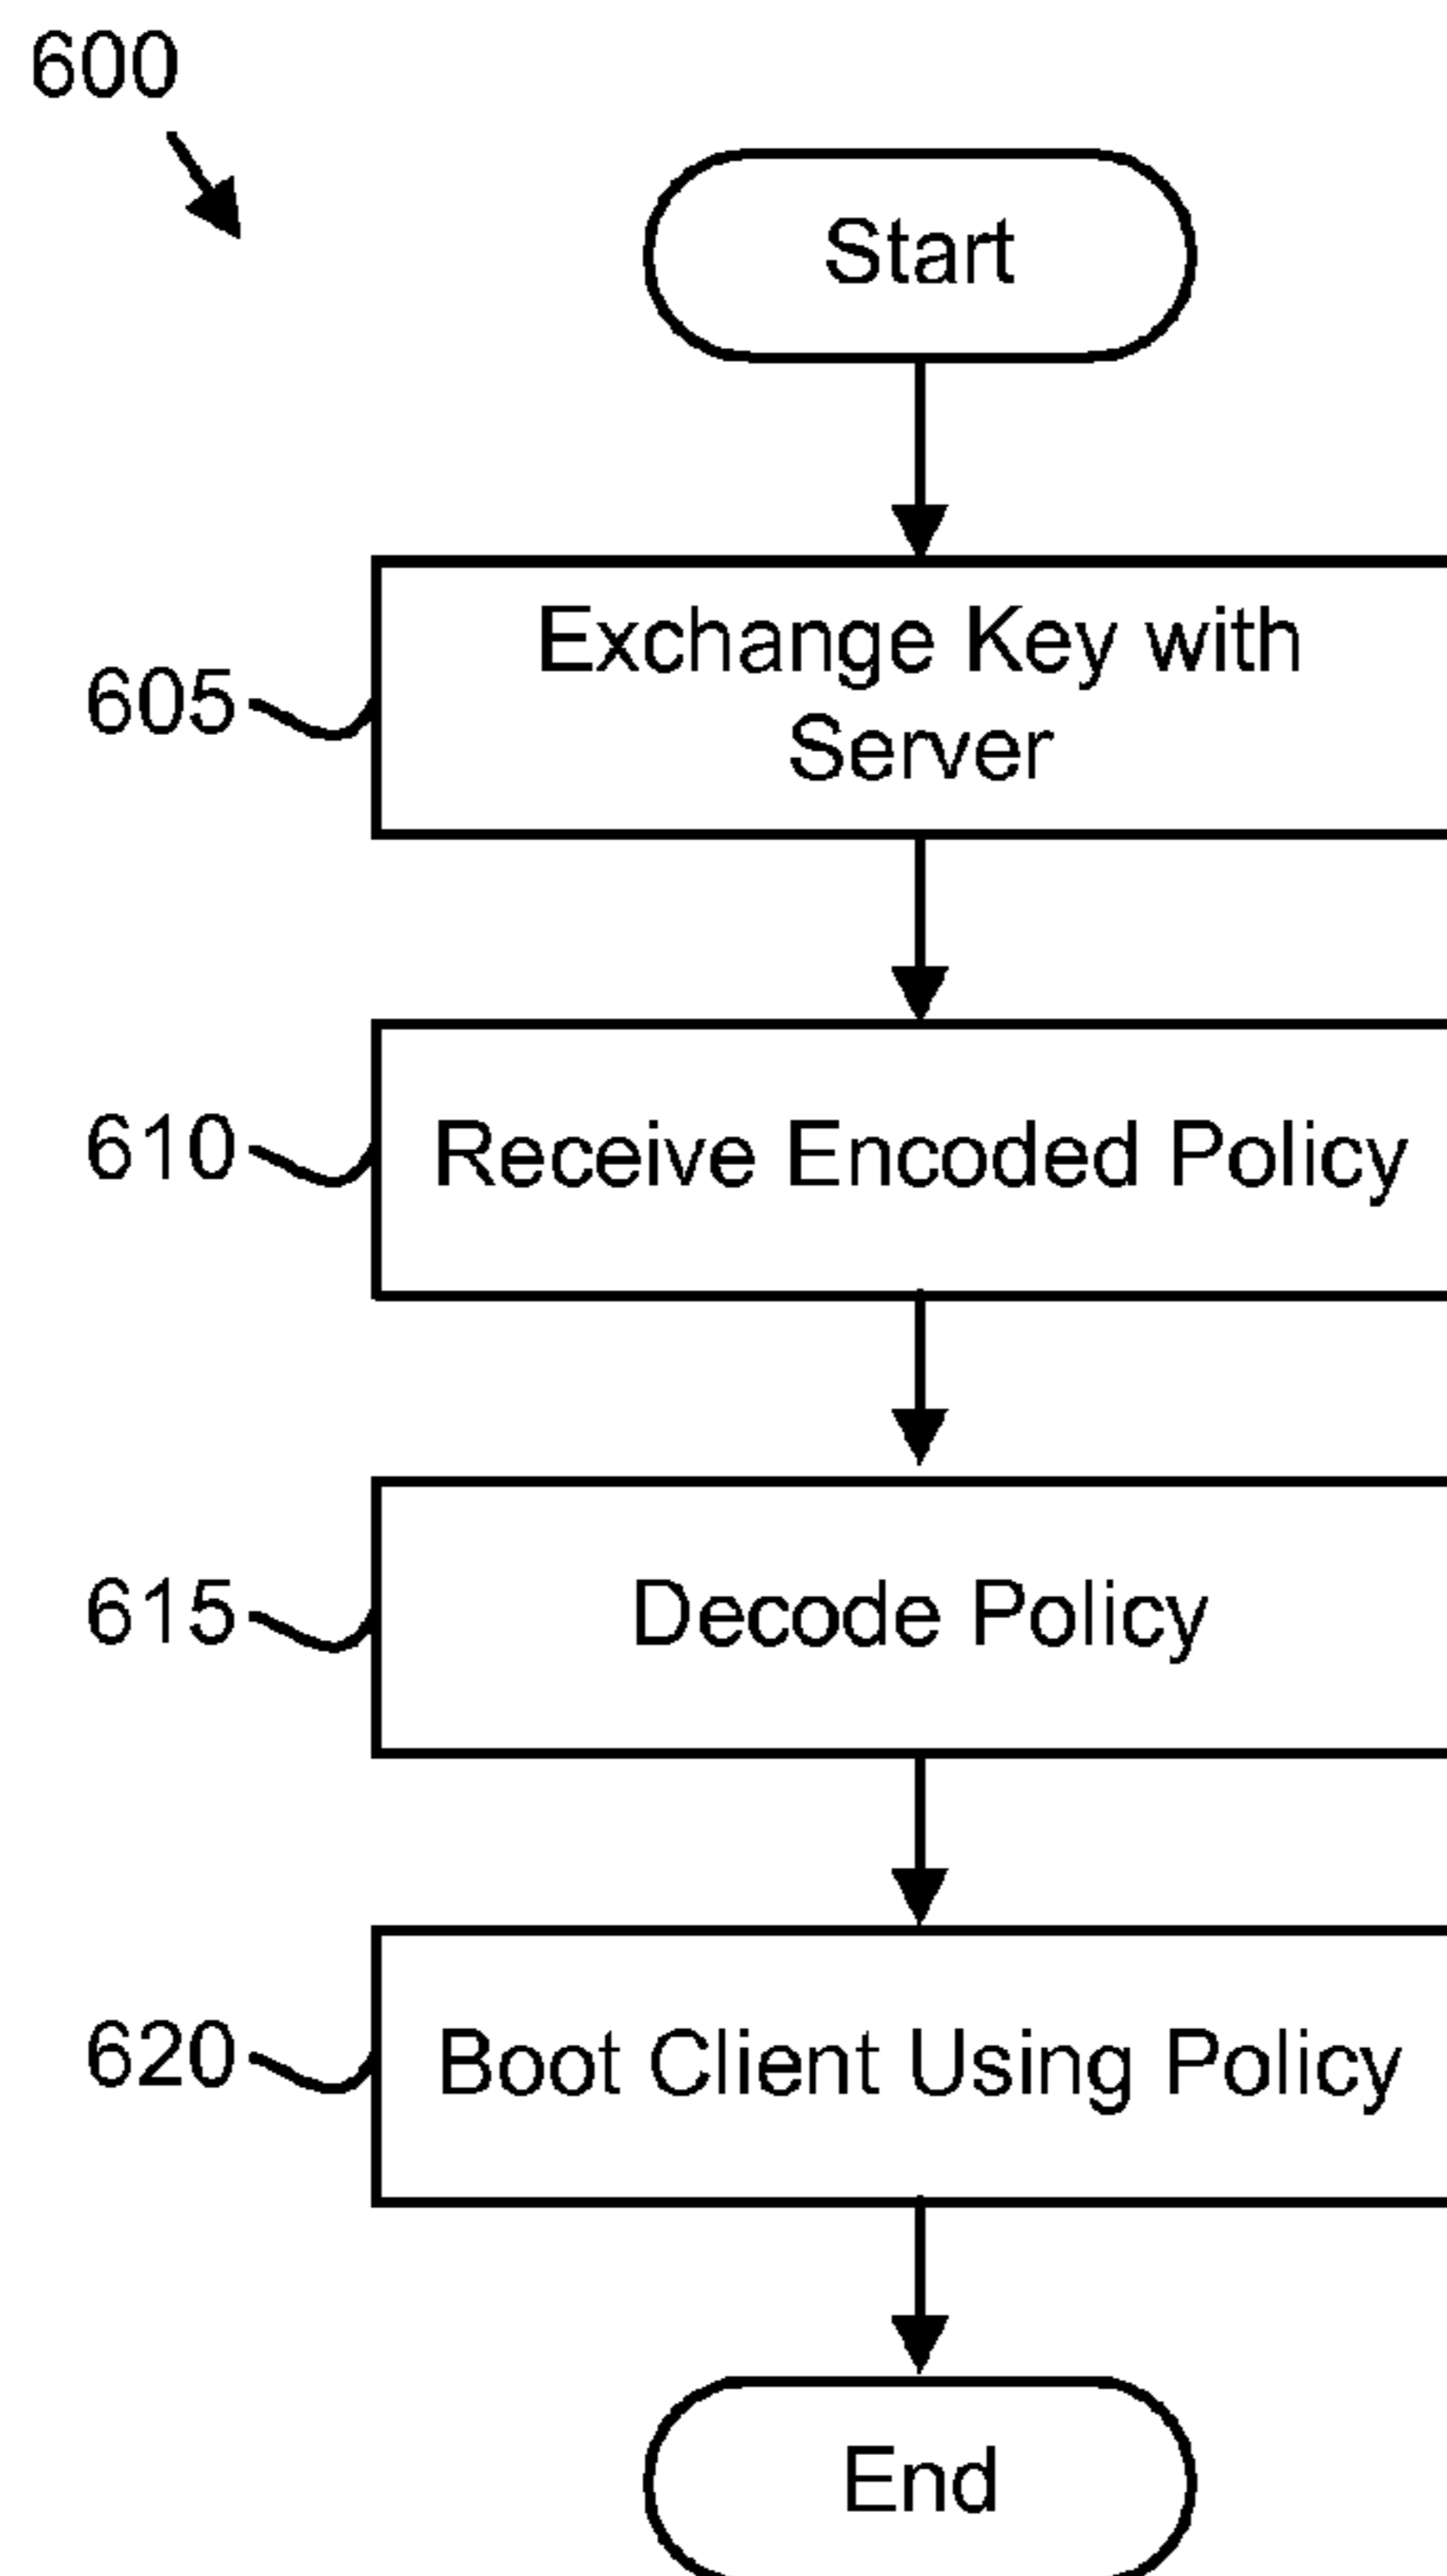 600
Start
Exchange Key with
Server
605
Receive Encoded Policy
610
Decode Policy
615
Boot Client Using Policy
620
End